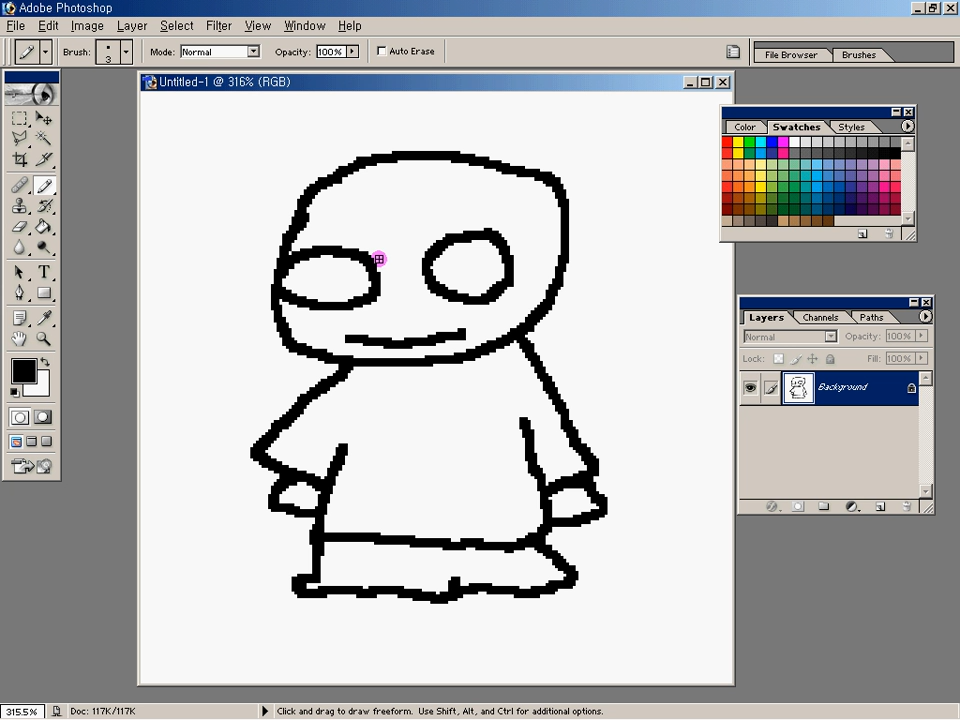 Adobe Photoshop
File Edit Image Layer Select Filter View Window Help
Brush: 3 Mode: Normal Opacity: 100% Auto Erase File Browser Brushes
Untitled-1 @ 316% (RGB)
Color Swatches Styles
Layers Channels Paths
Normal Opacity: 100%
Lock: Fill: 100%
Background
T
315.5% Doc: 117K/117K Click and drag to draw freeform. Use Shift, Alt, and Ctrl for additional options.